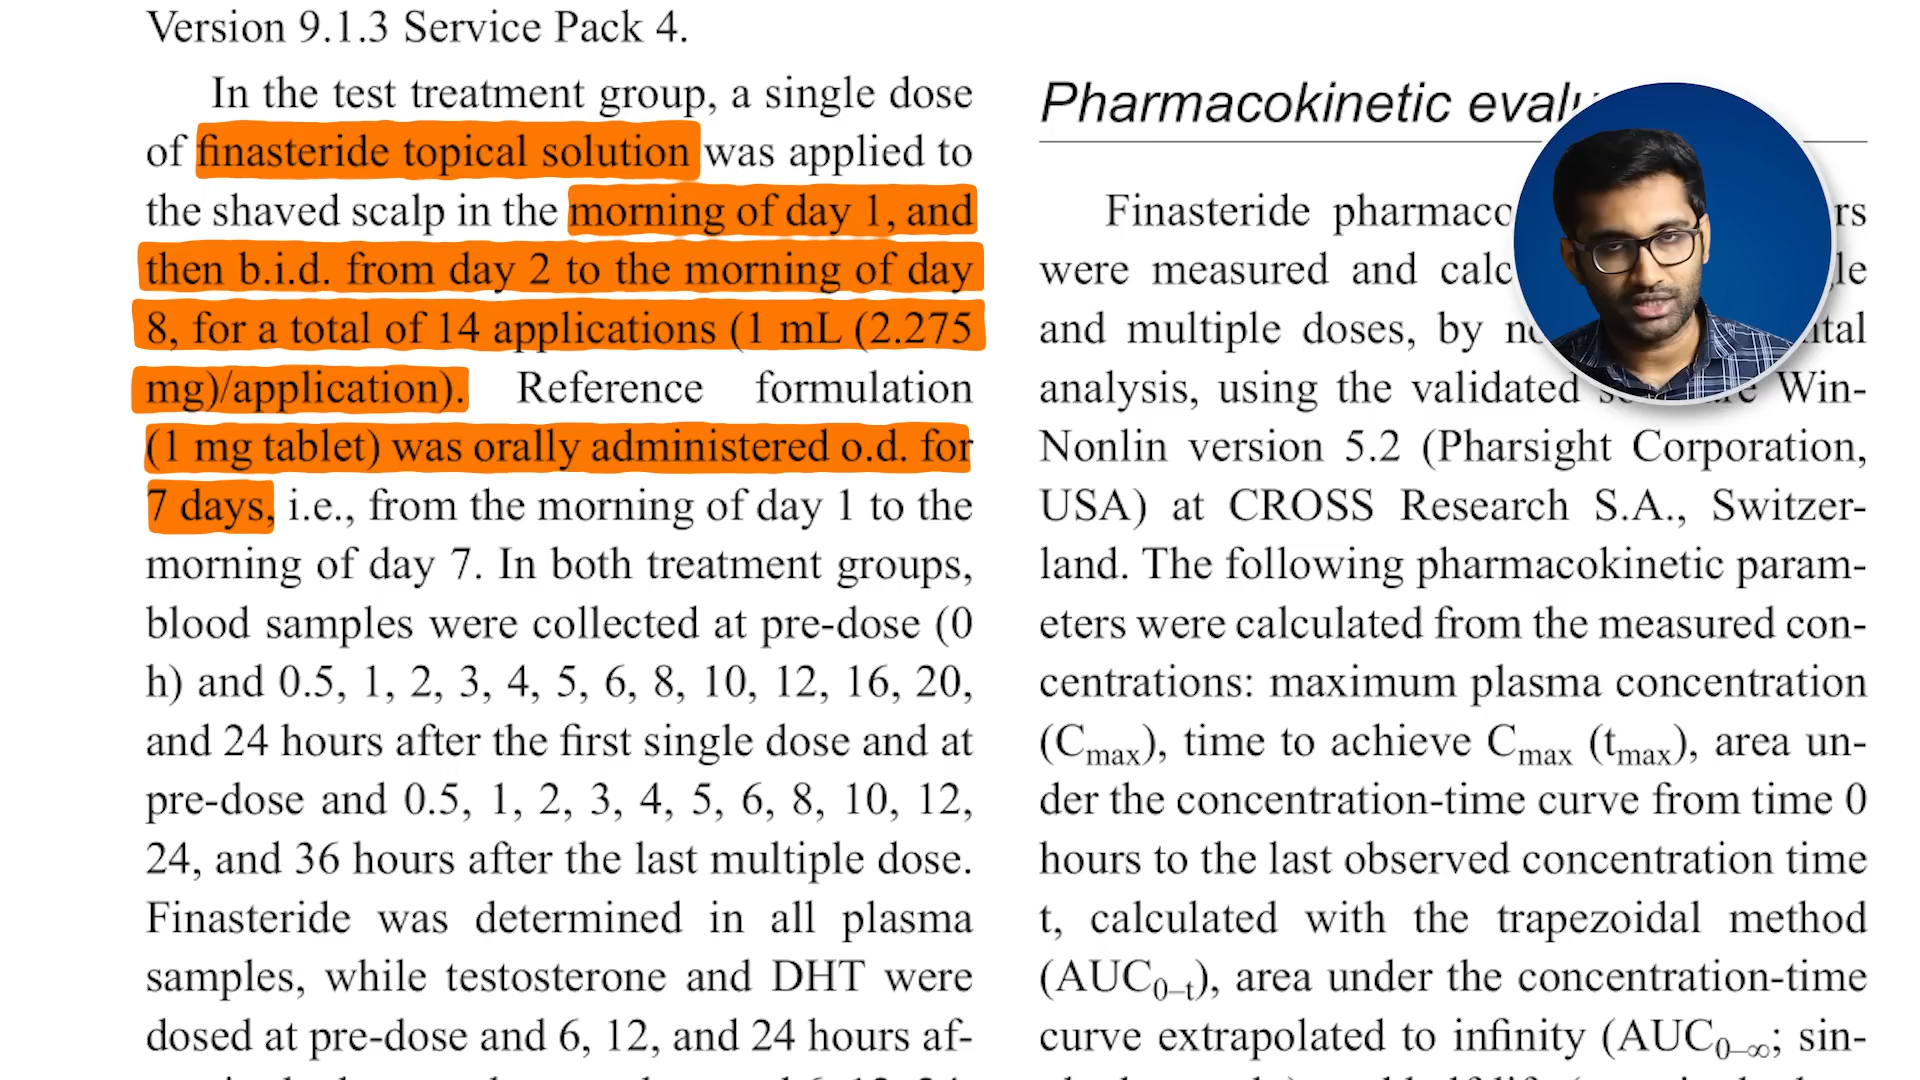 Version 9.1.3 Service Pack 4.
In the test treatment group, a single dose
of finasteride topical solution was applied to
the shaved scalp in the morning of day 1, and
then b.i.d. from day 2 to the morning of day
8, for a total of 14 applications (1 mL (2.275
mg)/application). Reference formulation
(1 mg tablet) was orally administered o.d. for
7 days, i.e., from the morning of day 1 to the
morning of day 7. In both treatment groups,
blood samples were collected at pre-dose (0
h) and 0.5, 1, 2, 3, 4, 5, 6, 8, 10, 12, 16, 20,
and 24 hours after the first single dose and at
pre-dose and 0.5, 1, 2, 3, 4, 5, 6, 8, 10, 12,
24, and 36 hours after the last multiple dose.
Finasteride was determined in all plasma
samples, while testosterone and DHT were
dosed at pre-dose and 6, 12, and 24 hours af-
Pharmacokinetic
Finasteride
were measured and
and multiple doses, by
analysis, using the validated Win-
Nonlin version 5.2 (Pharsight Corporation,
USA) at CROSS Research S.A., Switzer-
land. The following pharmacokinetic param-
eters were calculated from the measured con-
centrations: maximum plasma concentration
(Cmax), time to achieve Cmax (tmax), area un-
der the concentration-time curve from time 0
hours to the last observed concentration time
t, calculated with the trapezoidal method
(AUC0–t), area under the concentration-time
curve extrapolated to infinity (AUC0–∞; sin-